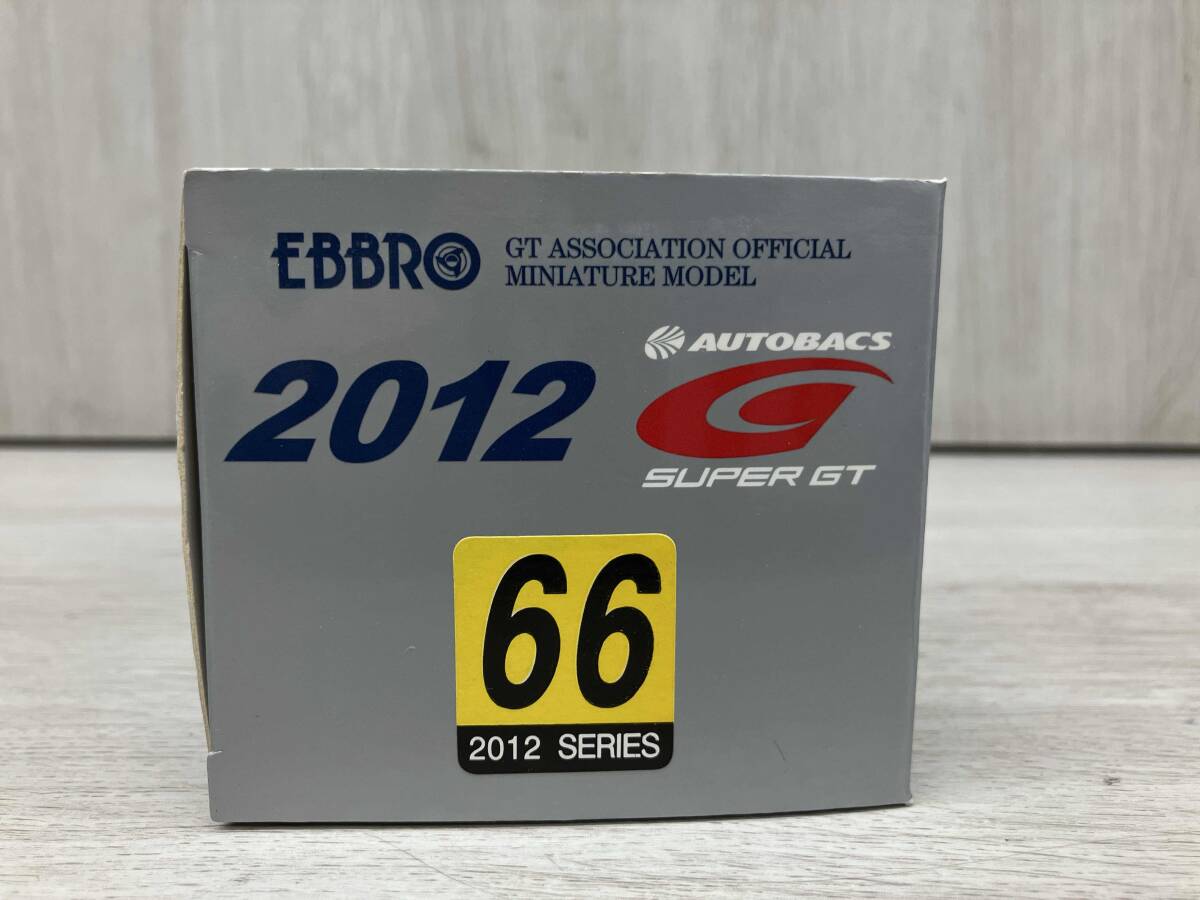 EBBRO
GT ASSOCIATION OFFICIAL
MINIATURE MODEL
AUTOBACS
2012
SUPER GT
66
2012 SERIES